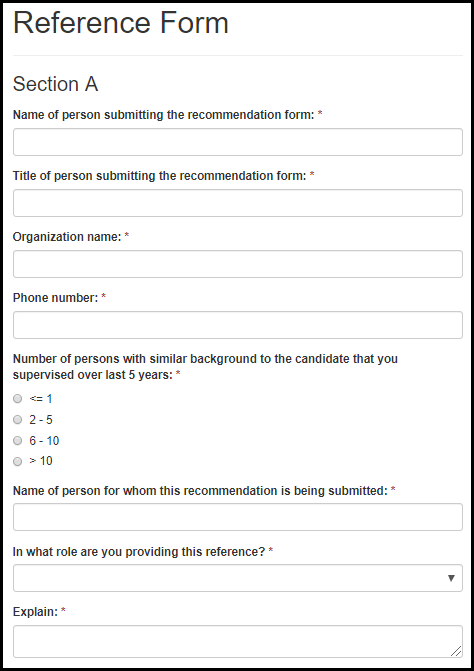 Reference Form
Section A
Name of person submitting the recommendation form: *
Title of person submitting the recommendation form: *
Organization name: *
Phone number: *
Number of persons with similar background to the candidate that you
supervised over last 5 years: *
<= 1
2 - 5
6 - 10
> 10
Name of person for whom this recommendation is being submitted: *
In what role are you providing this reference? *
Explain: *